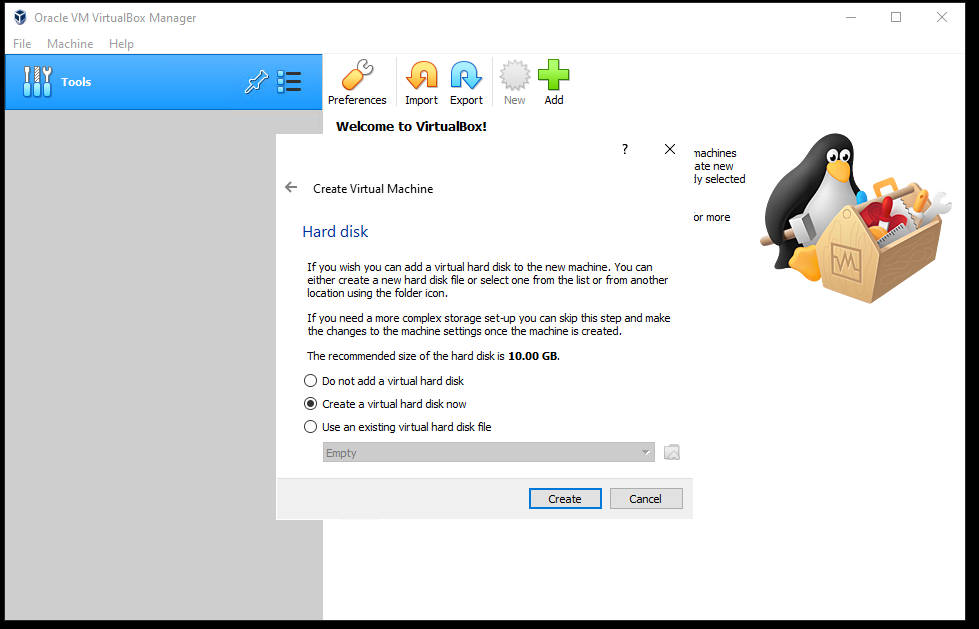 Oracle VM VirtualBox Manager
File Machine Help
Tools
Preferences Import Export New Add
Welcome to VirtualBox!
machines
ate new
ly selected
or more
?
Create Virtual Machine
Hard disk
If you wish you can add a virtual hard disk to the new machine. You can
either create a new hard disk file or select one from the list or from another
location using the folder icon.
If you need a more complex storage set-up you can skip this step and make
the changes to the machine settings once the machine is created.
The recommended size of the hard disk is 10.00 GB.
Do not add a virtual hard disk
Create a virtual hard disk now
Use an existing virtual hard disk file
Empty
Create Cancel